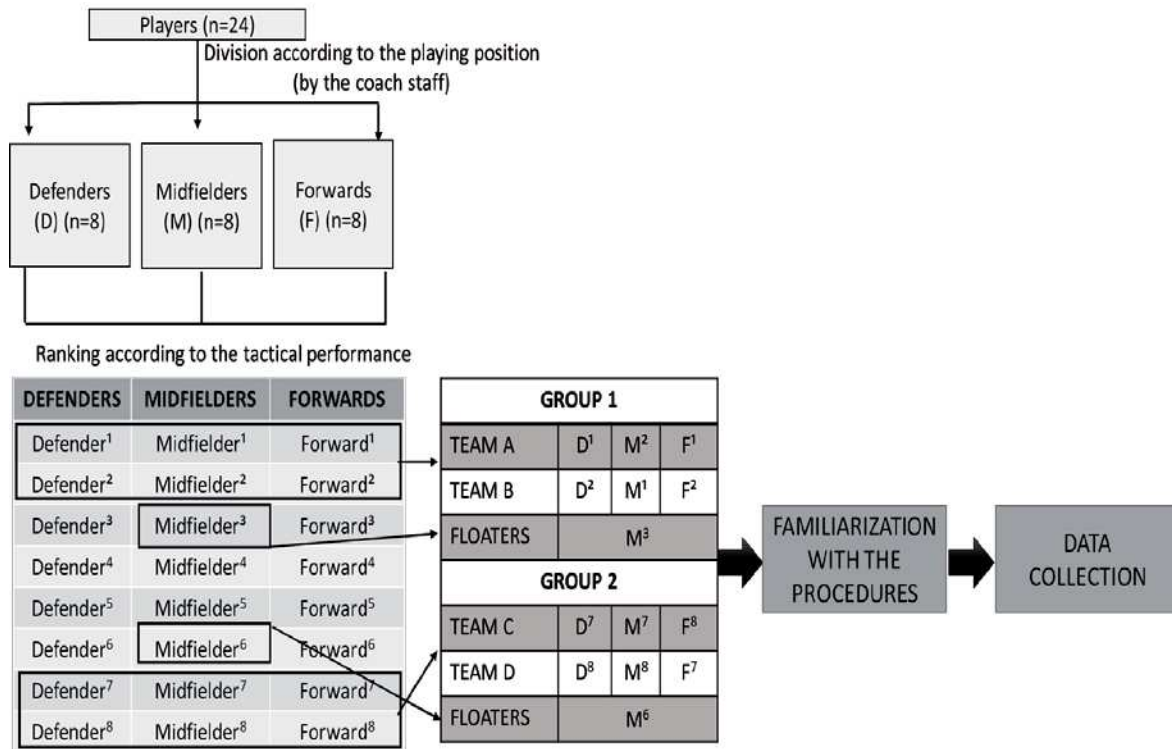 Players (n=24)
Division according to the playing position
(by the coach staff)
Defenders
(D) (n=8)
Midfielders
(M) (n=8)
Forwards
(F) (n=8)
Ranking according to the tactical performance
DEFENDERS MIDFIELDERS FORWARDS
Defender¹ Midfielder¹ Forward¹
Defender² Midfielder² Forward²
Defender³ Midfielder³ Forward³
Defender⁴ Midfielder⁴ Forward⁴
Defender⁵ Midfielder⁵ Forward⁵
Defender⁶ Midfielder⁶ Forward⁶
Defender⁷ Midfielder⁷ Forward⁷
Defender⁸ Midfielder⁸ Forward⁸
GROUP 1
TEAM A D¹ M² F¹
TEAM B D² M¹ F²
FLOATERS M³
GROUP 2
TEAM C D⁷ M⁷ F⁸
TEAM D D⁸ M⁸ F⁷
FLOATERS M⁶
FAMILIARIZATION
WITH THE
PROCEDURES
DATA
COLLECTION